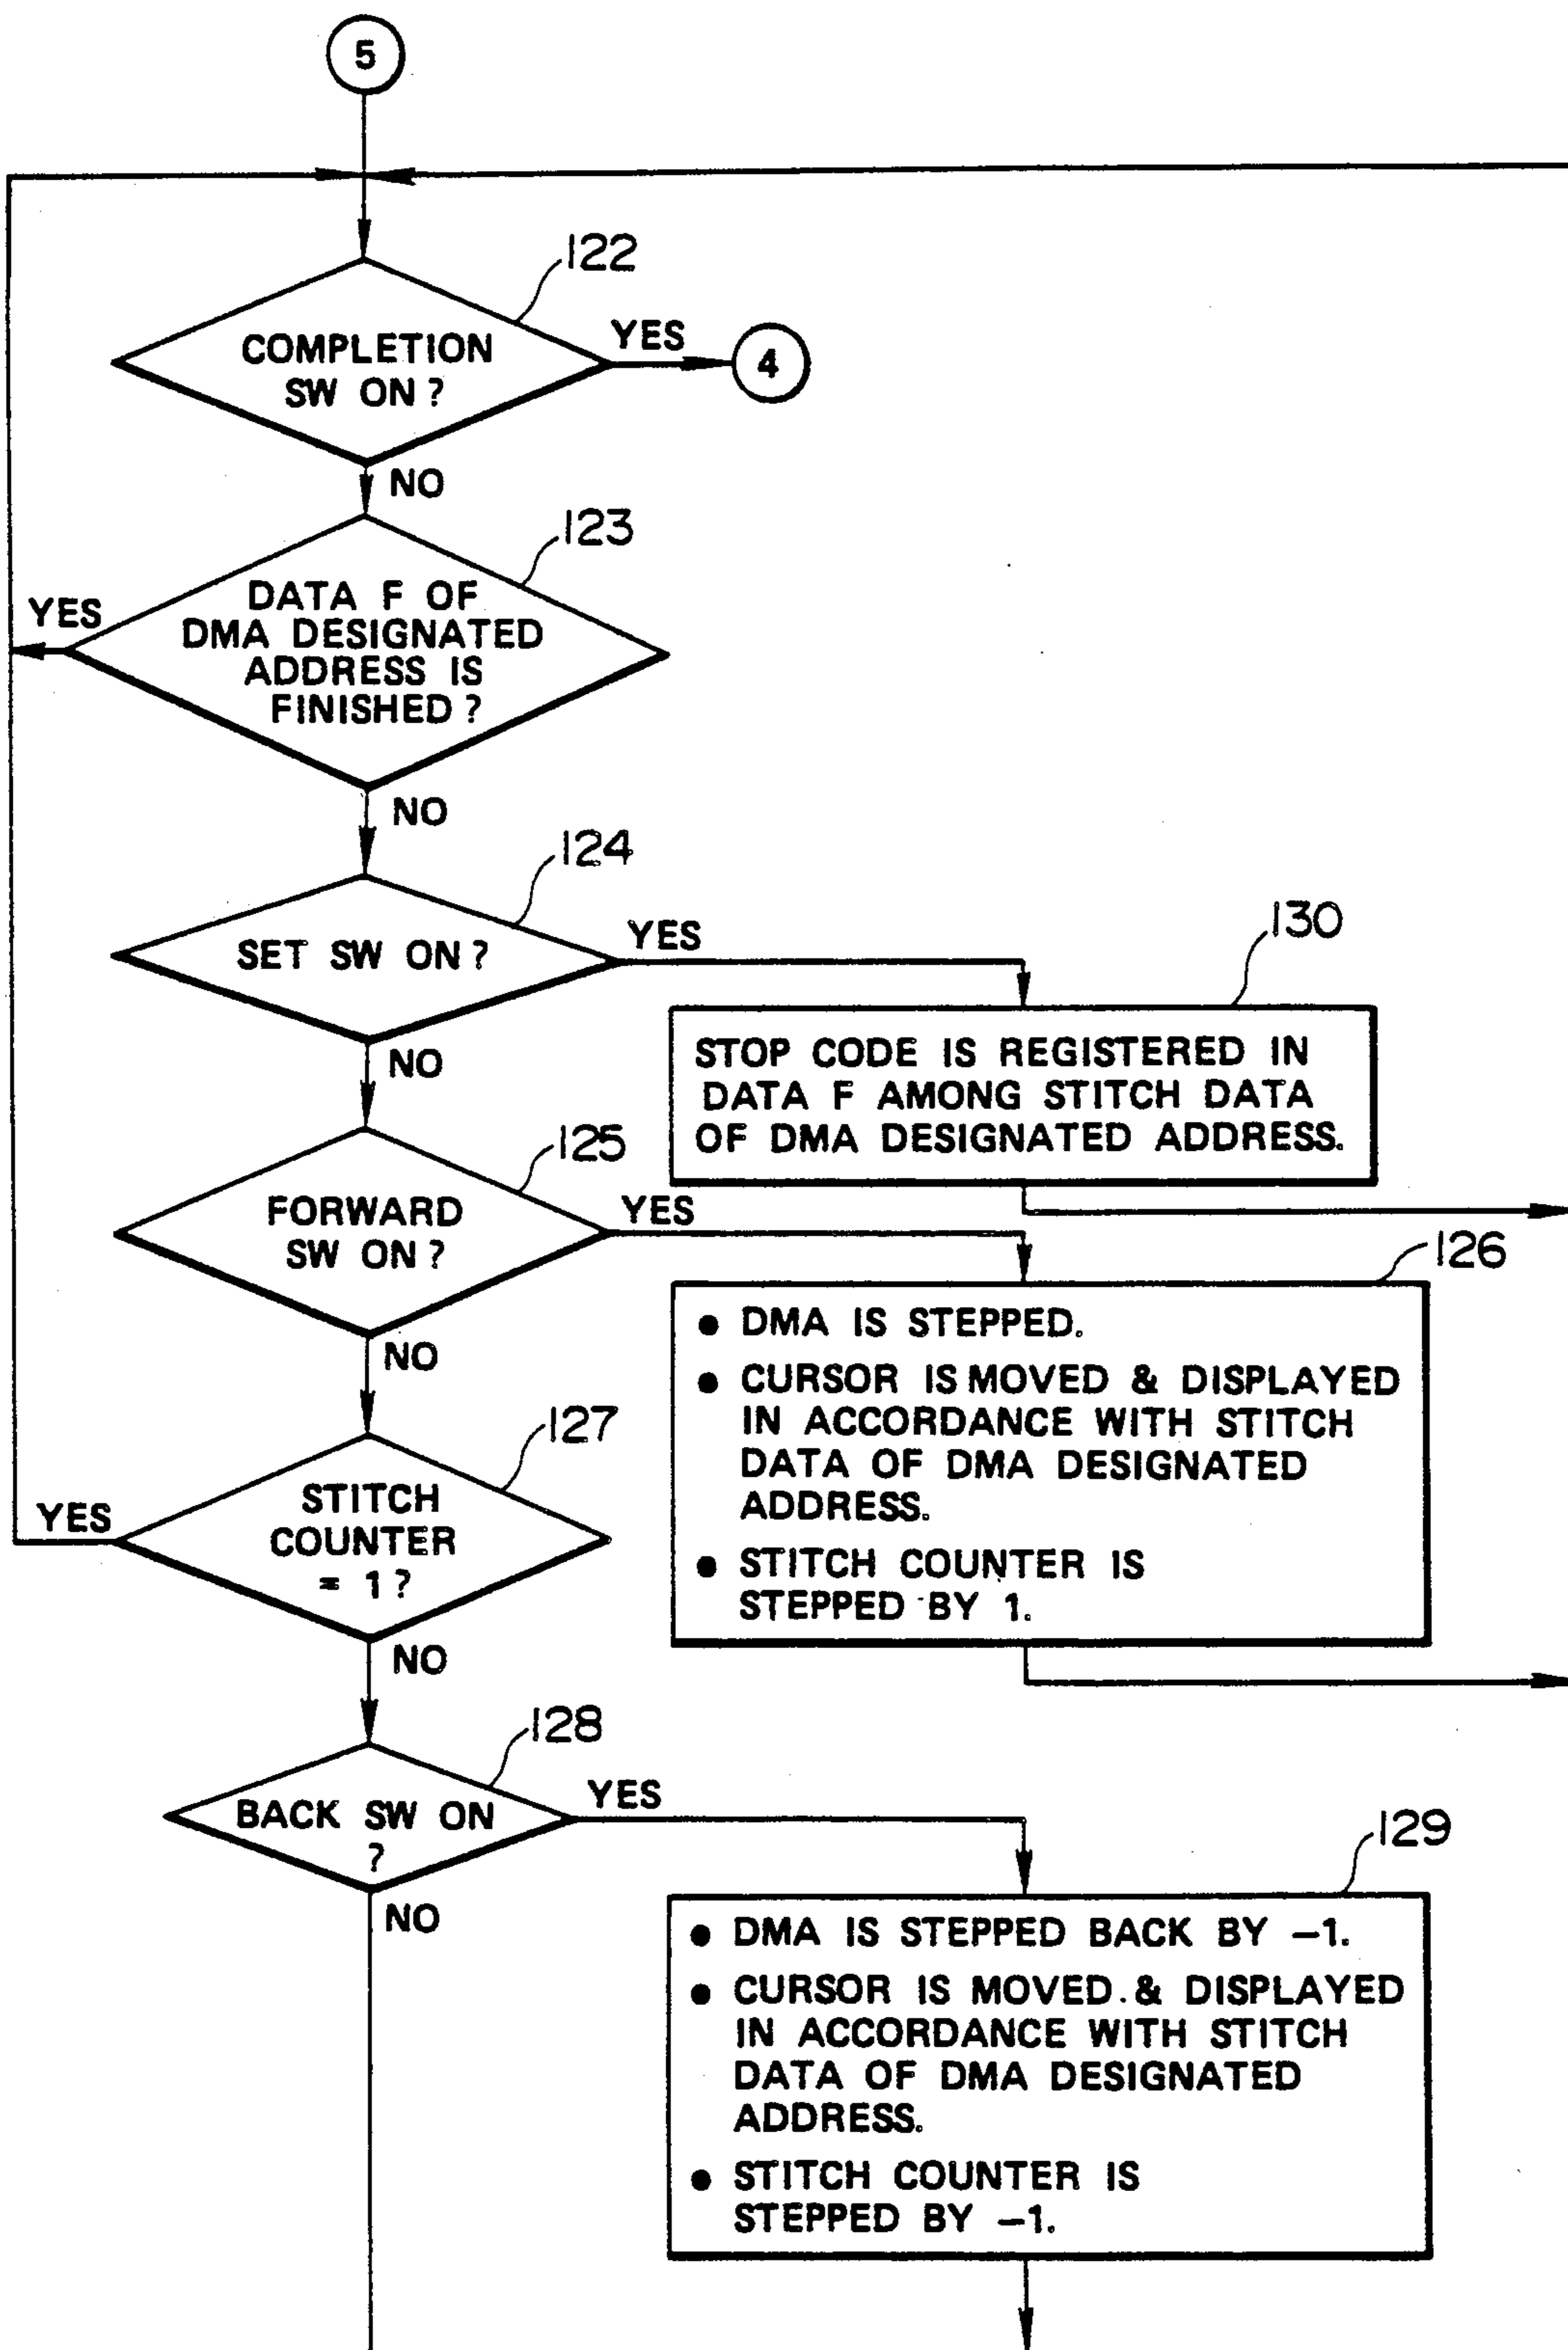 5
122
COMPLETION
SW ON?
YES
4
NO
123
DATA F OF
DMA DESIGNATED
ADDRESS IS
FINISHED?
YES
NO
124
SET SW ON?
YES
130
STOP CODE IS REGISTERED IN
DATA F AMONG STITCH DATA
OF DMA DESIGNATED ADDRESS.
NO
125
FORWARD
SW ON?
YES
126
• DMA IS STEPPED.
• CURSOR IS MOVED & DISPLAYED
IN ACCORDANCE WITH STITCH
DATA OF DMA DESIGNATED
ADDRESS.
• STITCH COUNTER IS
STEPPED BY 1.
NO
127
STITCH
COUNTER
= 1?
YES
NO
128
BACK SW ON
?
YES
129
• DMA IS STEPPED BACK BY −1.
• CURSOR IS MOVED & DISPLAYED
IN ACCORDANCE WITH STITCH
DATA OF DMA DESIGNATED
ADDRESS.
• STITCH COUNTER IS
STEPPED BY −1.
NO